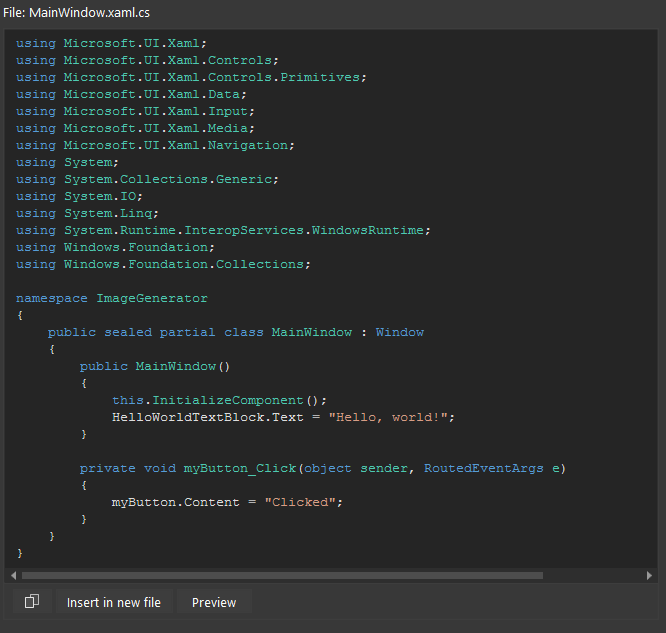 File: MainWindow.xaml.cs
using Microsoft.UI.Xaml;
using Microsoft.UI.Xaml.Controls;
using Microsoft.UI.Xaml.Controls.Primitives;
using Microsoft.UI.Xaml.Data;
using Microsoft.UI.Xaml.Input;
using Microsoft.UI.Xaml.Media;
using Microsoft.UI.Xaml.Navigation;
using System;
using System.Collections.Generic;
using System.IO;
using System.Linq;
using System.Runtime.InteropServices.WindowsRuntime;
using Windows.Foundation;
using Windows.Foundation.Collections;

namespace ImageGenerator
{
    public sealed partial class MainWindow : Window
    {
        public MainWindow()
        {
            this.InitializeComponent();
            HelloWorldTextBlock.Text = "Hello, world!";
        }

        private void myButton_Click(object sender, RoutedEventArgs e)
        {
            myButton.Content = "Clicked";
        }
    }
}
Insert in new file
Preview